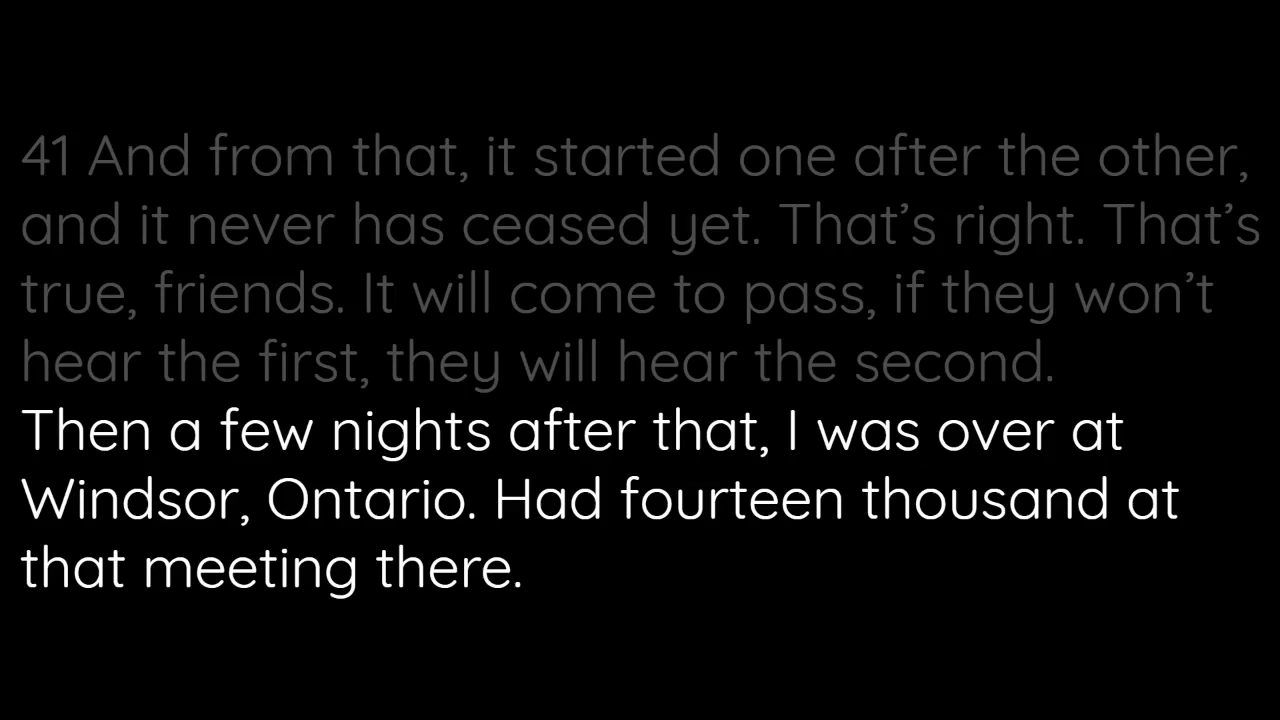 41 And from that, it started one after the other,
and it never has ceased yet. That’s right. That’s
true, friends. It will come to pass, if they won’t
hear the first, they will hear the second.
Then a few nights after that, I was over at
Windsor, Ontario. Had fourteen thousand at
that meeting there.